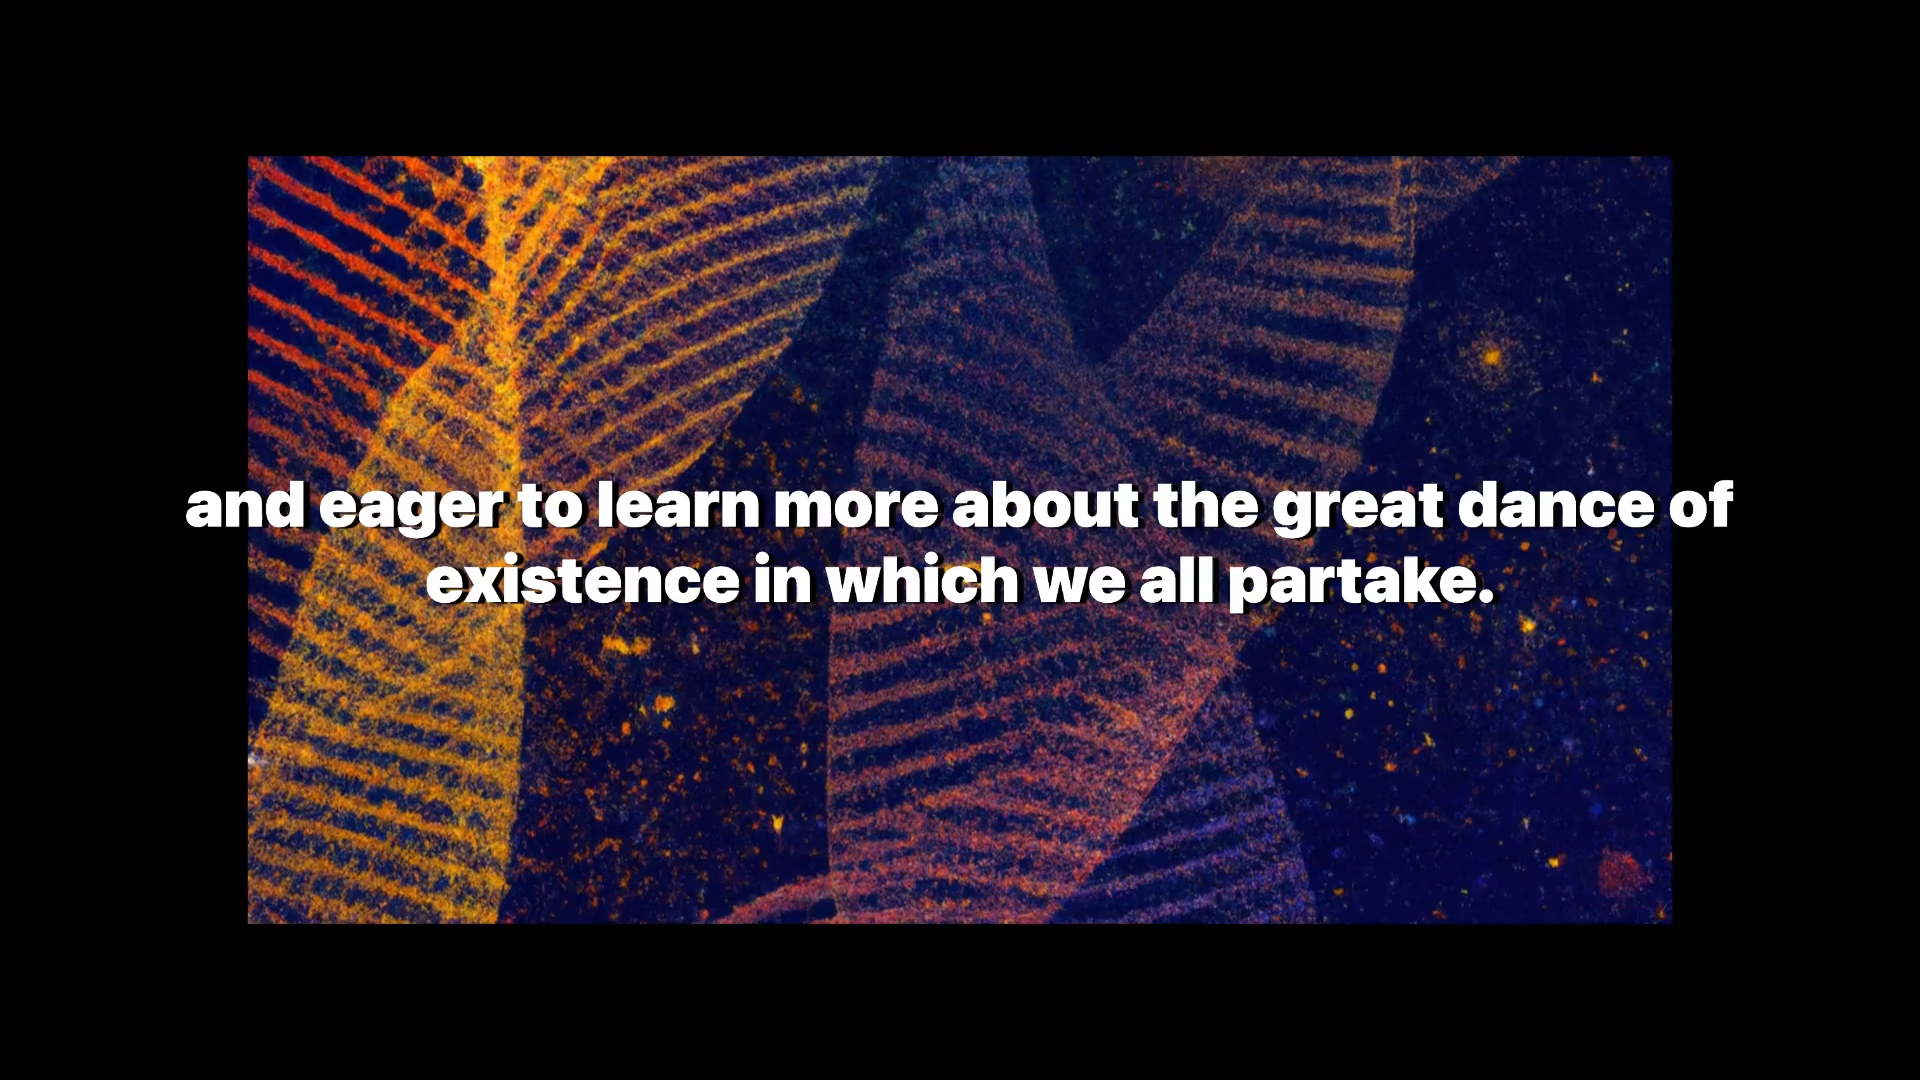 and eager to learn more about the great dance of
existence in which we all partake.